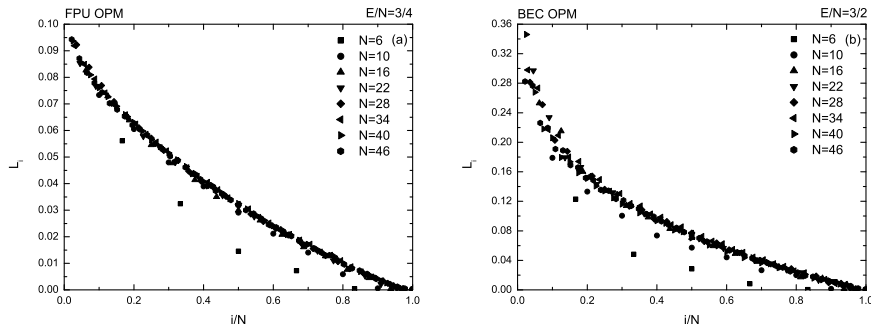 FPU OPM E/N=3/4
0.10
0.09
0.08
0.07
0.06
0.05
0.04
0.03
0.02
0.01
0.00
L_i
N=6 (a)
N=10
N=16
N=22
N=28
N=34
N=40
N=46
0.0 0.2 0.4 0.6 0.8 1.0
i/N
BEC OPM E/N=3/2
0.36
0.32
0.28
0.24
0.20
0.16
0.12
0.08
0.04
0.00
L_i
N=6 (b)
N=10
N=16
N=22
N=28
N=34
N=40
N=46
0.0 0.2 0.4 0.6 0.8 1.0
i/N